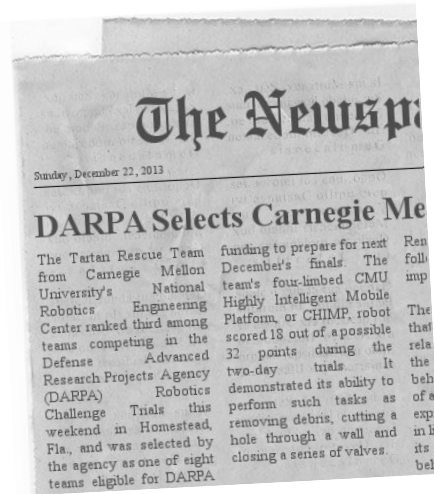 The Newsp
Sunday, December 22, 2013
DARPA Selects Carnegie Me
The Tartan Rescue Team
from Carnegie Mellon
University's National
Robotics Engineering
Center ranked third among
teams competing in the
Defense Advanced
Research Projects Agency
(DARPA) Robotics
Challenge Trials this
weekend in Homestead,
Fla., and was selected by
the agency as one of eight
teams eligible for DARPA
funding to prepare for next
December's finals. The
team's four-limbed CMU
Highly Intelligent Mobile
Platform, or CHIMP, robot
scored 18 out of a possible
32 points during the
two-day trials. It
demonstrated its ability to
perform such tasks as
removing debris, cutting a
hole through a wall and
closing a series of valves.
imp
The
that
rela
the
beh
of a
exp
its